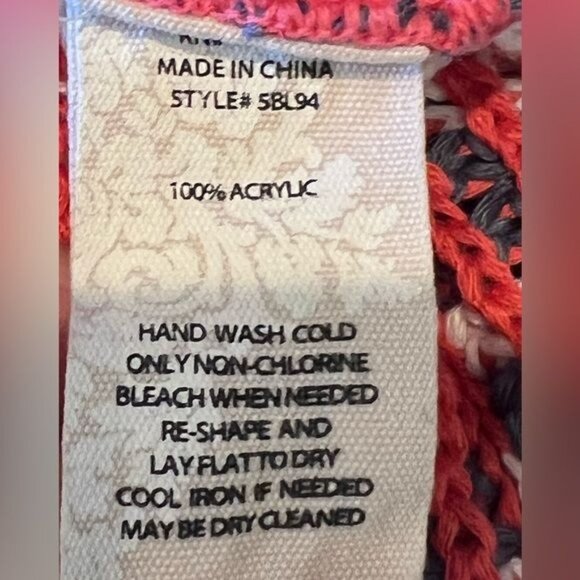 MADE IN CHINA
STYLE# 5BL94
100% ACRYLIC
HAND WASH COLD
ONLY NON-CHLORINE
BLEACH WHEN NEEDED
RE-SHAPE AND
LAY FLAT TO DRY
COOL IRON IF NEEDED
MAY BE DRY CLEANED